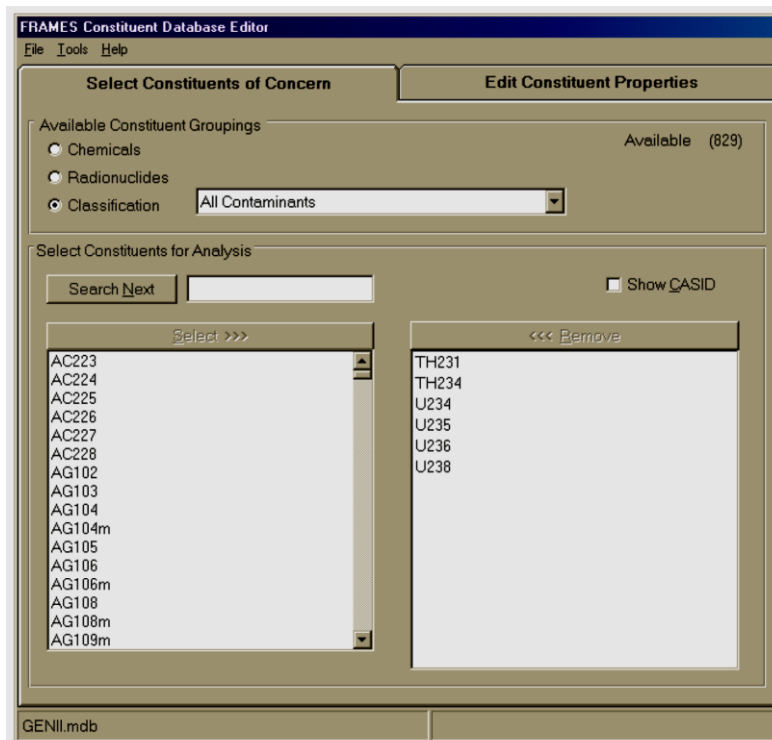 FRAMES Constituent Database Editor
File Tools Help
Select Constituents of Concern
Edit Constituent Properties
Available Constituent Groupings
Available (829)
Chemicals
Radionuclides
Classification
All Contaminants
Select Constituents for Analysis
Search Next
Show CASID
Select >>>
<<< Remove
AC223
AC224
AC225
AC226
AC227
AC228
AG102
AG103
AG104
AG104m
AG105
AG106
AG106m
AG108
AG108m
AG109m
TH231
TH234
U234
U235
U236
U238
GENII.mdb